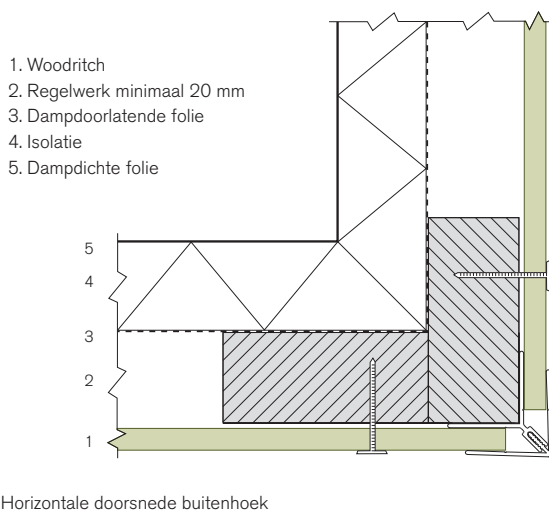 1. Woodritch
2. Regelwerk minimaal 20 mm
3. Dampdoorlatende folie
4. Isolatie
5. Dampdichte folie
5
4
3
2
1
Horizontale doorsnede buitenhoek